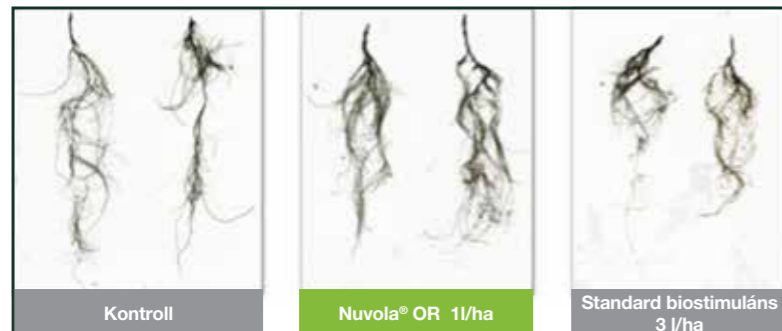 Kontroll
Nuvola® OR 1l/ha
Standard biostimuláns
3 l/ha